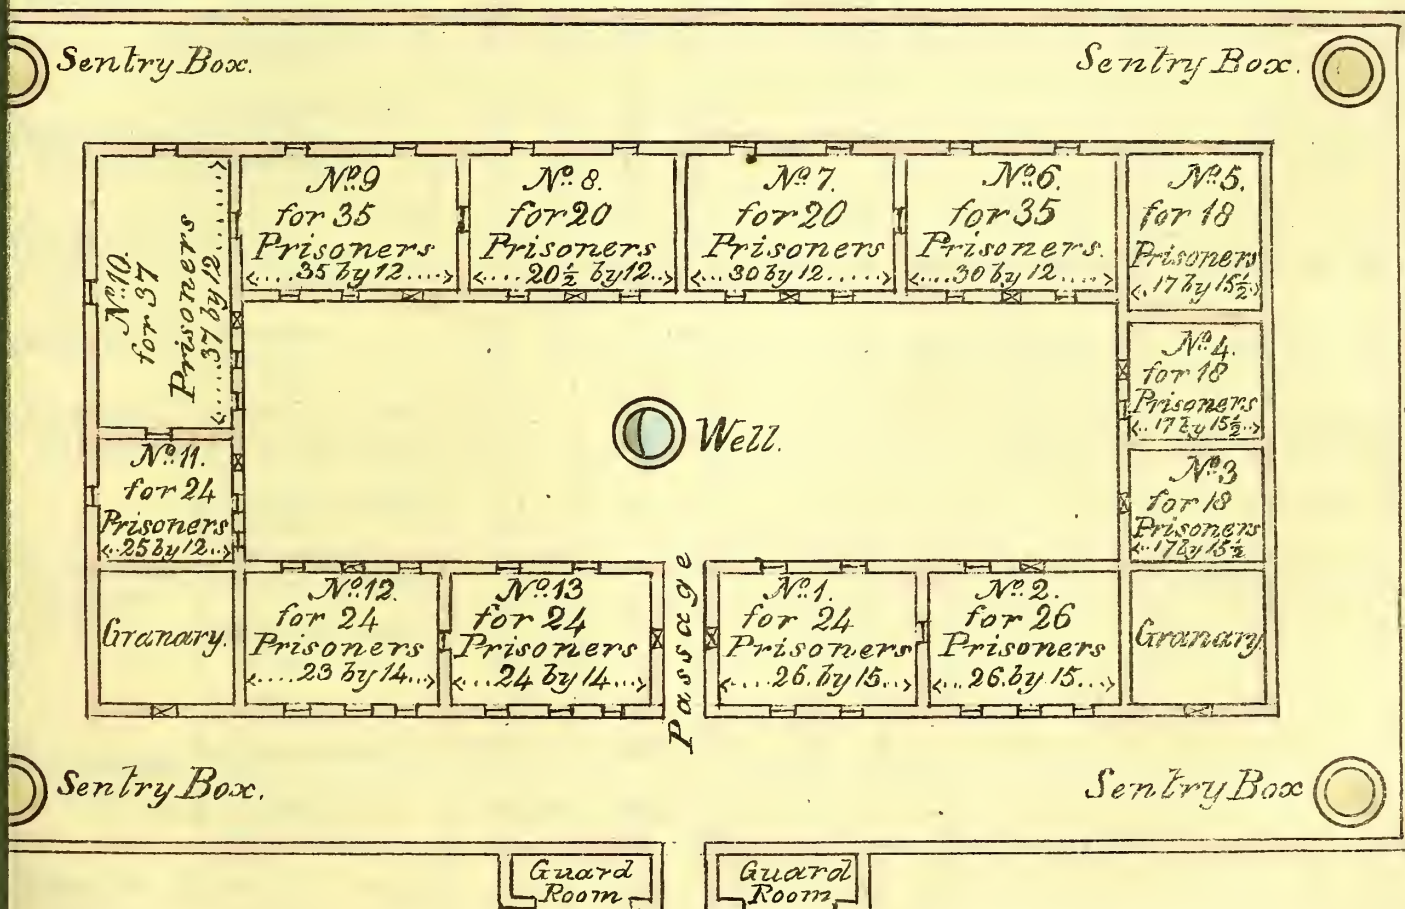 Sentry Box.
Sentry Box.
No. 9
for 35
Prisoners
35 by 12
No. 8.
for 20
Prisoners
20½ by 12
No. 7.
for 20
Prisoners
30 by 12
No. 6.
for 35
Prisoners.
30 by 12
No. 5.
for 18
Prisoners
17 by 15½
No. 10.
for 37
Prisoners
37 by 12
No. 4.
for 18
Prisoners
17 by 15½
Well.
No. 11.
for 24
Prisoners
25 by 12
No. 3
for 18
Prisoners
17 by 15½
Granary.
No. 12.
for 24
Prisoners
23 by 14
No. 13
for 24
Prisoners
24 by 14
Passage
No. 1.
for 24
Prisoners
26. by 15
No. 2.
for 26
Prisoners
26. by 15
Granary
Sentry Box.
Sentry Box
Guard
Room
Guard
Room